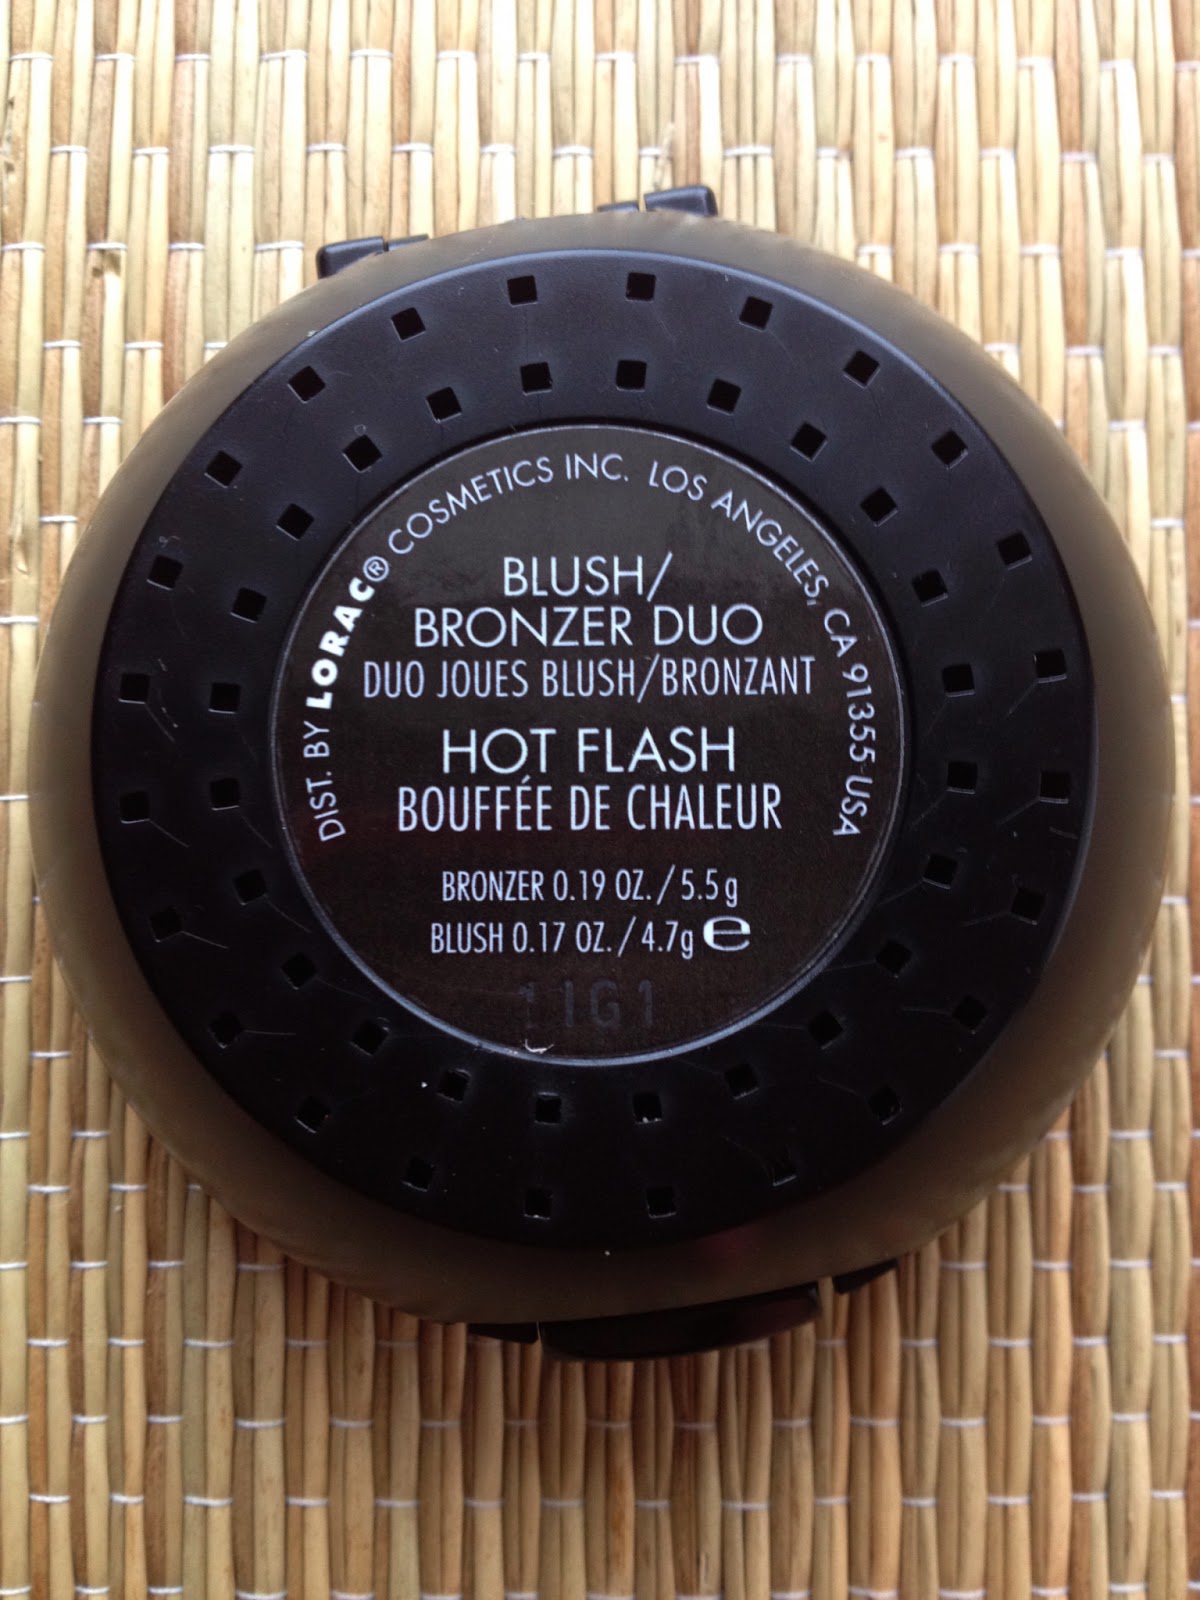 DIST. BY LORAC® COSMETICS INC. LOS ANGELES, CA 91355 USA
BLUSH/
BRONZER DUO
DUO JOUES BLUSH/BRONZANT
HOT FLASH
BOUFFÉE DE CHALEUR
BRONZER 0.19 OZ./5.5g
BLUSH 0.17 OZ./4.7g e
11G1